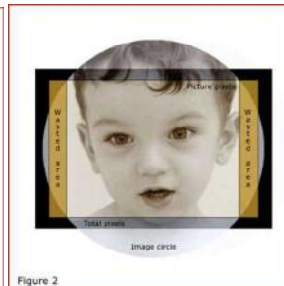 Picture pixels
Wasted area
Wasted area
Total pixels
Image circle
Figure 2